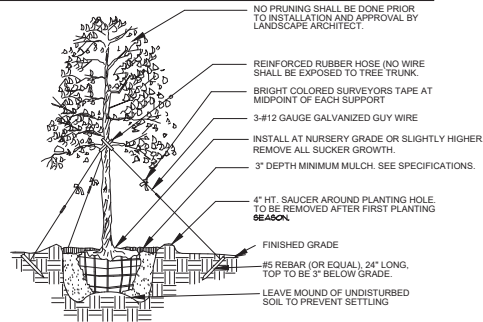 NO PRUNING SHALL BE DONE PRIOR
TO INSTALLATION AND APPROVAL BY
LANDSCAPE ARCHITECT.
REINFORCED RUBBER HOSE (NO WIRE
SHALL BE EXPOSED TO TREE TRUNK.
BRIGHT COLORED SURVEYORS TAPE AT
MIDPOINT OF EACH SUPPORT
3-#12 GAUGE GALVANIZED GUY WIRE
INSTALL AT NURSERY GRADE OR SLIGHTLY HIGHER
REMOVE ALL SUCKER GROWTH.
3" DEPTH MINIMUM MULCH. SEE SPECIFICATIONS.
4" HT. SAUCER AROUND PLANTING HOLE.
TO BE REMOVED AFTER FIRST PLANTING
SEASON.
FINISHED GRADE
#5 REBAR (OR EQUAL), 24" LONG,
TOP TO BE 3" BELOW GRADE.
LEAVE MOUND OF UNDISTURBED
SOIL TO PREVENT SETTLING